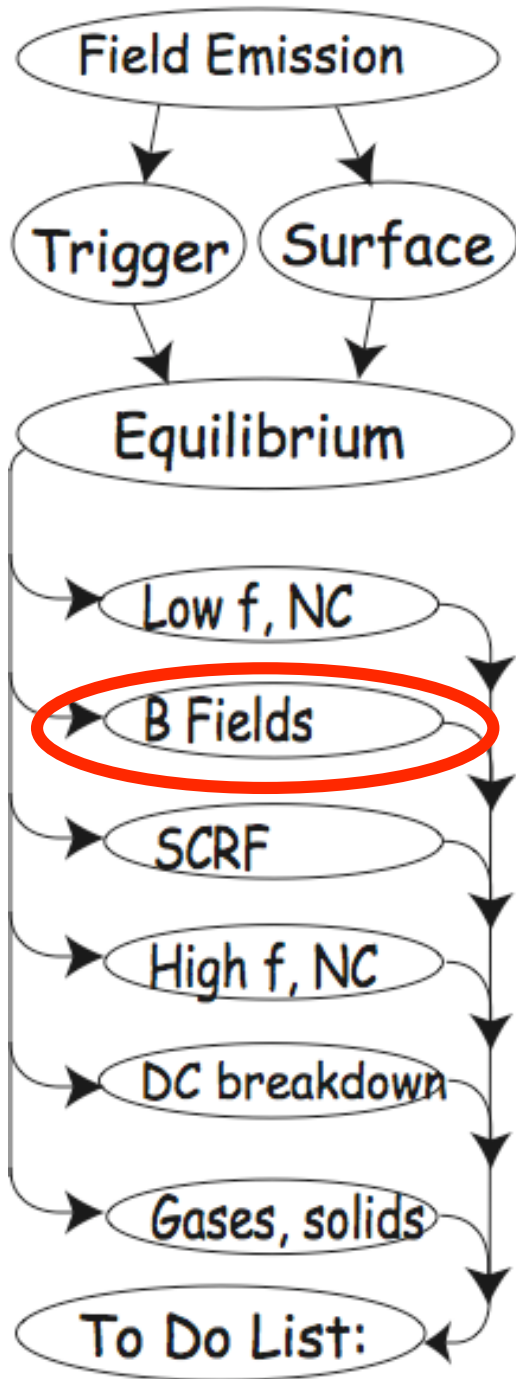 Field Emission
Trigger
Surface
Equilibrium
Low f, NC
B Fields
SCRF
High f, NC
DC breakdown
Gases, solids
To Do List: